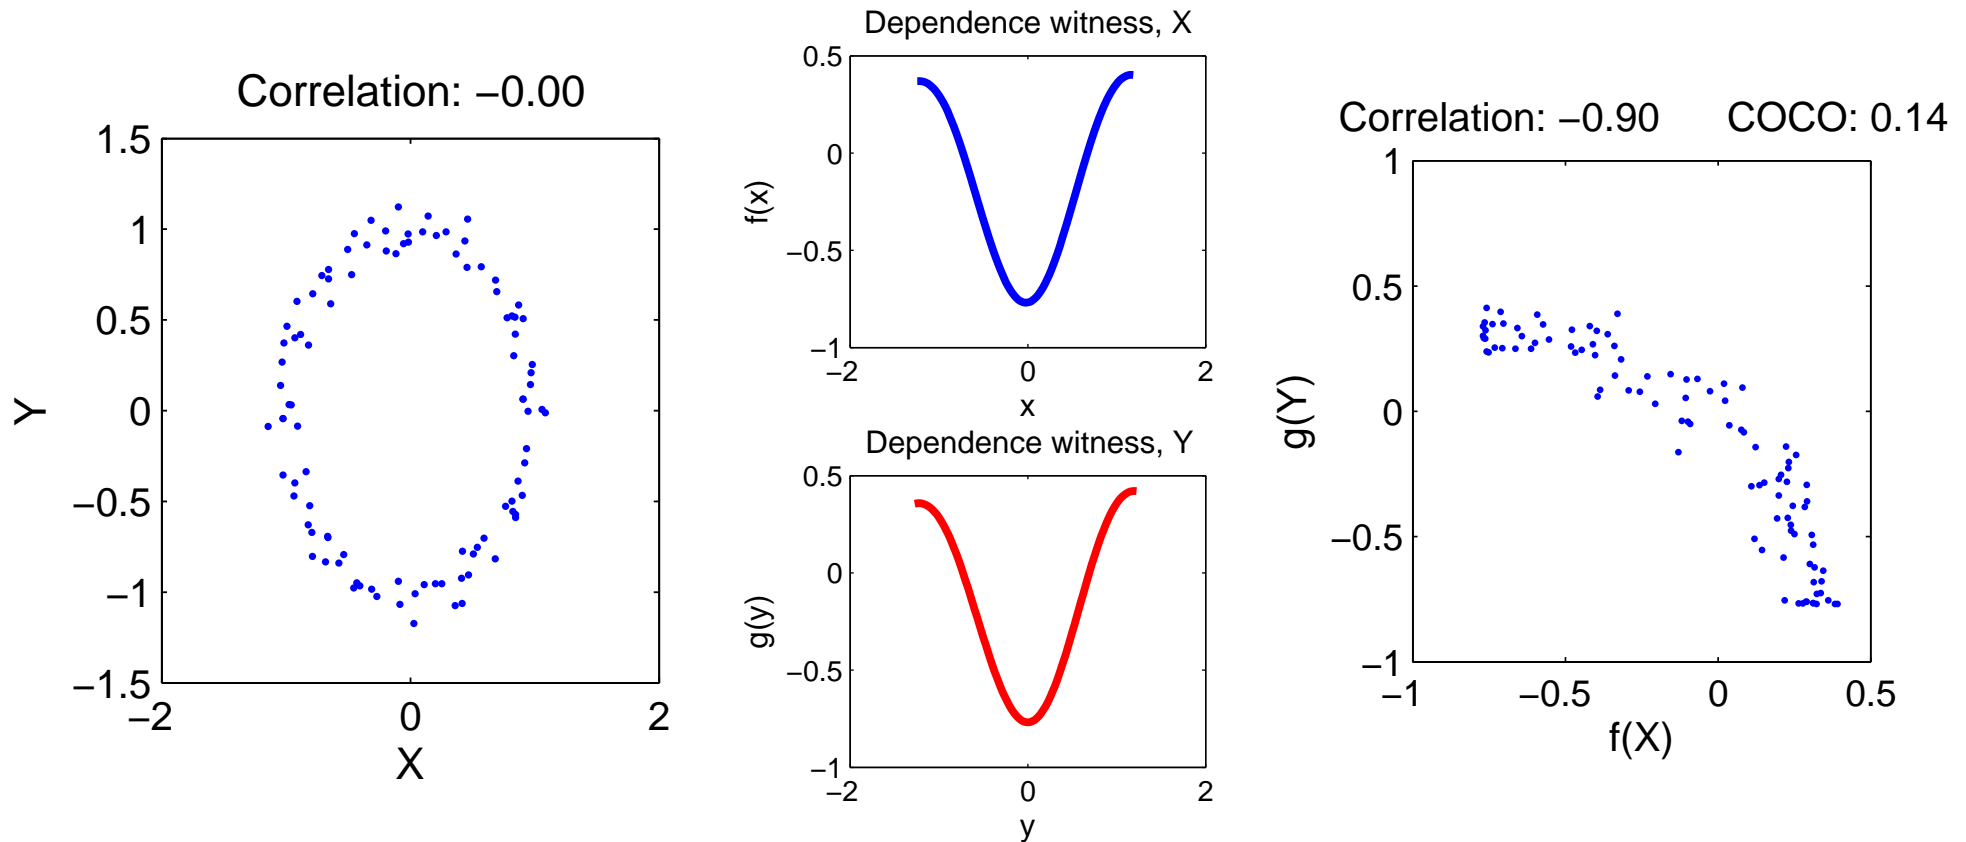 Correlation: −0.00
1.5
1
0.5
0
−0.5
−1
−1.5
−2
0
2
X
Y
Dependence witness, X
0.5
0
−0.5
−1
−2
0
2
x
f(x)
Dependence witness, Y
0.5
0
−0.5
−1
−2
0
2
y
g(y)
Correlation: −0.90 COCO: 0.14
1
0.5
0
−0.5
−1
−1
−0.5
0
0.5
f(X)
g(Y)